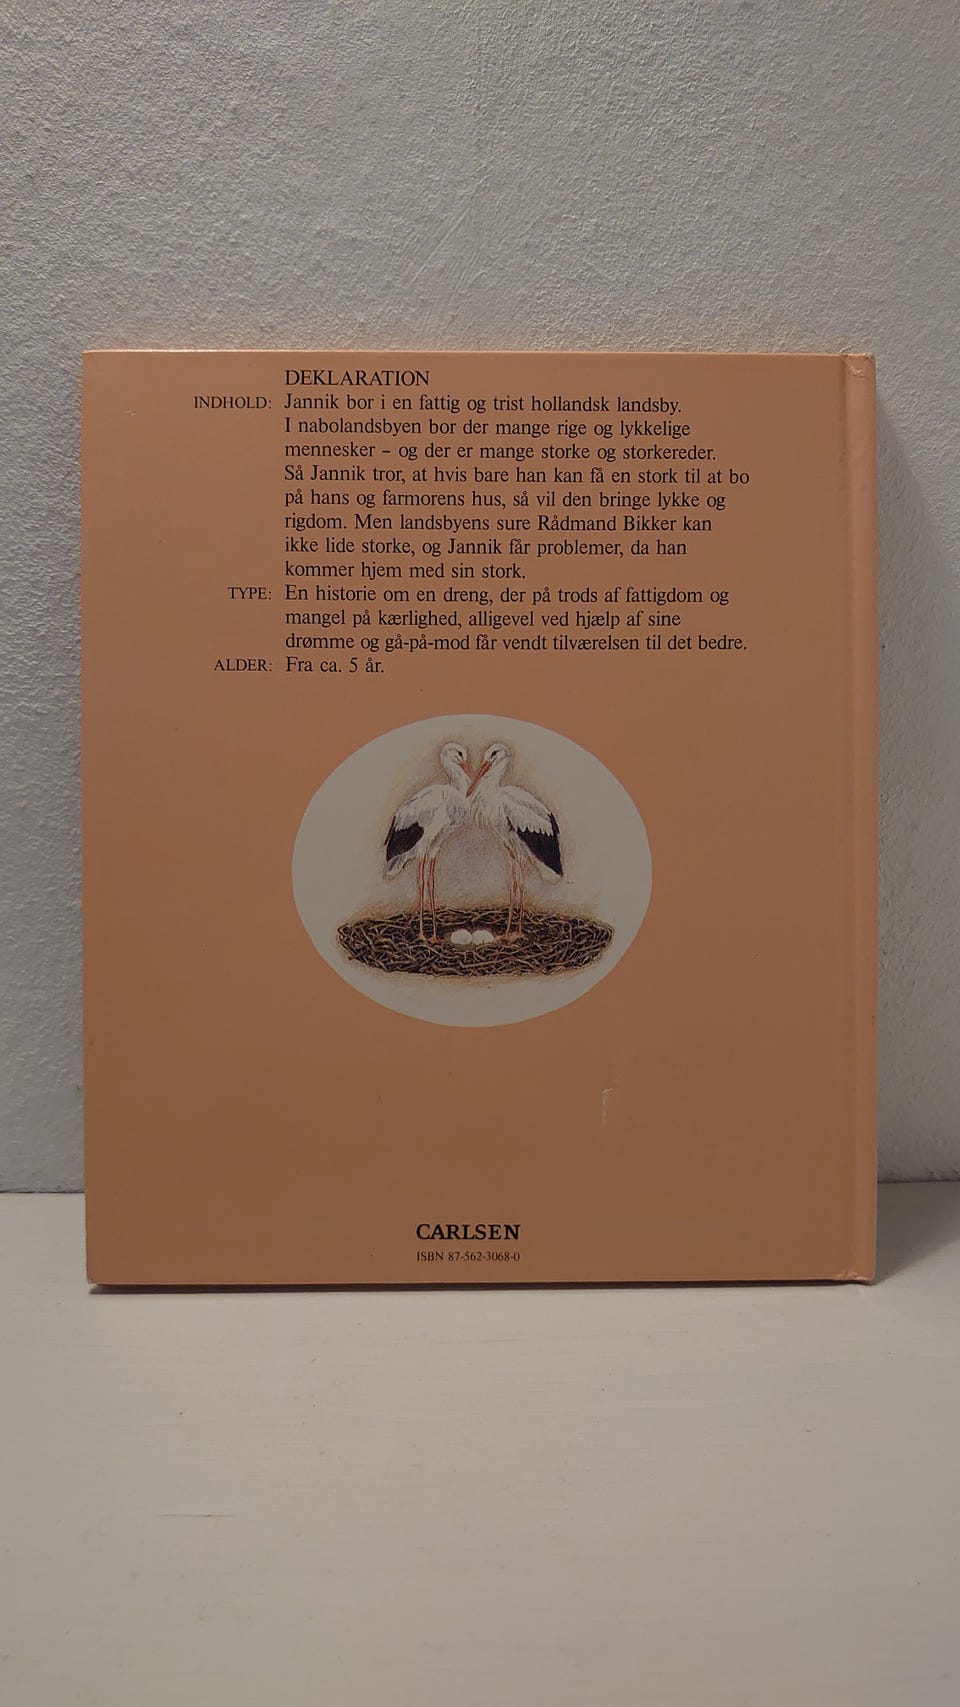 DEKLARATION
INDHOLD: Jannik bor i en fattig og trist hollandsk landsby.
I nabolandsbyen bor der mange rige og lykkelige
mennesker – og der er mange storke og storkereder.
Så Jannik tror, at hvis bare han kan få en stork til at bo
på hans og farmorens hus, så vil den bringe lykke og
rigdom. Men landsbyens sure Rådmand Bikker kan
ikke lide storke, og Jannik får problemer, da han
kommer hjem med sin stork.
TYPE: En historie om en dreng, der på trods af fattigdom og
mangel på kærlighed, alligevel ved hjælp af sine
drømme og gå-på-mod får vendt tilværelsen til det bedre.
ALDER: Fra ca. 5 år.
CARLSEN
ISBN 87-562-3068-0